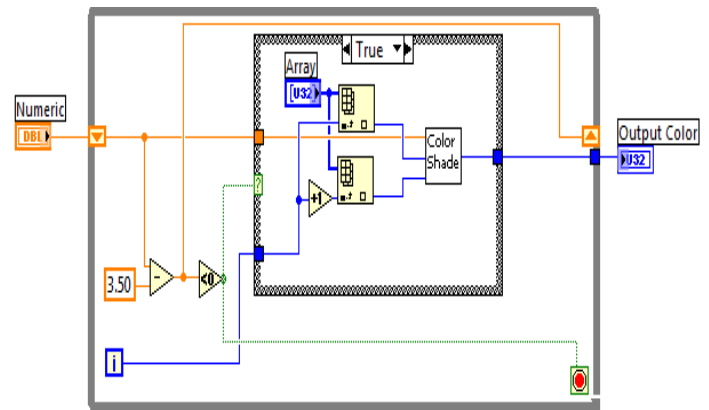 True
Array
[U32]
Numeric
DBL
Color
Shade
Output Color
U32
?
+1
3.50
-
<0
i